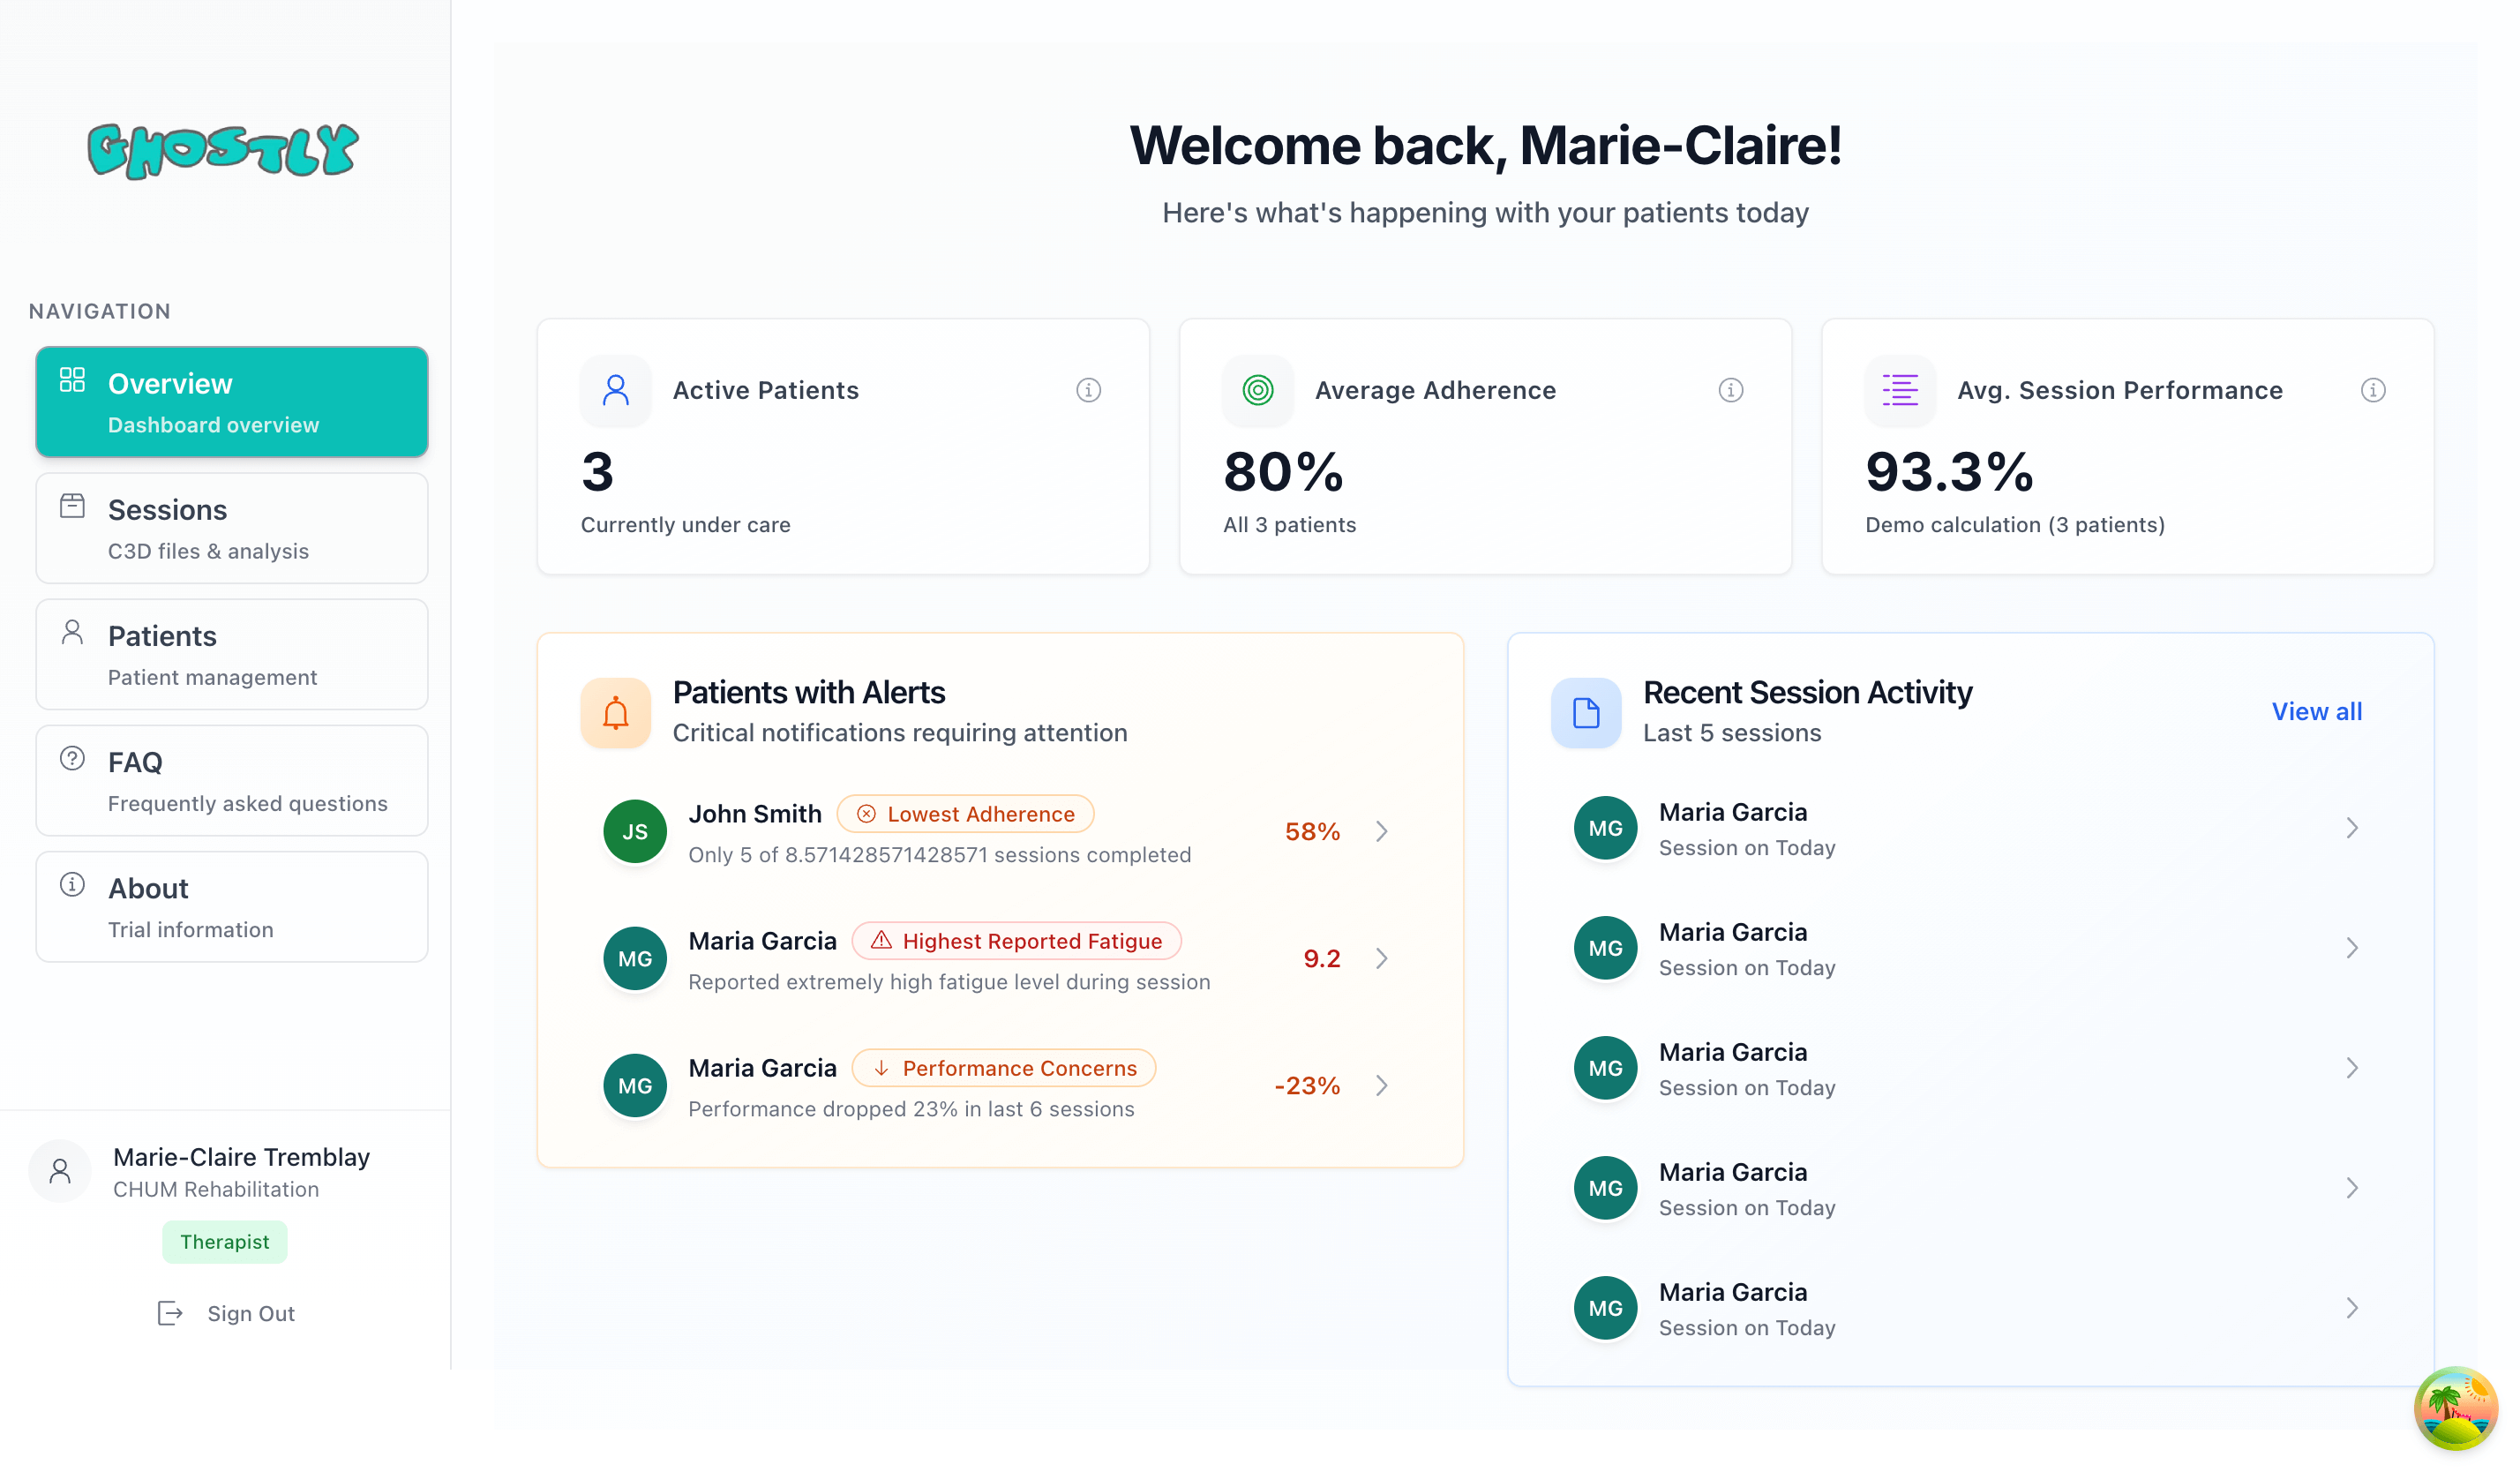 GHOSTLY
NAVIGATION
Overview
Dashboard overview
Sessions
C3D files & analysis
Patients
Patient management
FAQ
Frequently asked questions
About
Trial information
Marie-Claire Tremblay
CHUM Rehabilitation
Therapist
Sign Out
Welcome back, Marie-Claire!
Here's what's happening with your patients today
Active Patients
3
Currently under care
Average Adherence
80%
All 3 patients
Avg. Session Performance
93.3%
Demo calculation (3 patients)
Patients with Alerts
Critical notifications requiring attention
JS
John Smith Lowest Adherence
Only 5 of 8.571428571428571 sessions completed
58%
MG
Maria Garcia Highest Reported Fatigue
Reported extremely high fatigue level during session
9.2
MG
Maria Garcia Performance Concerns
Performance dropped 23% in last 6 sessions
-23%
Recent Session Activity
Last 5 sessions
View all
MG
Maria Garcia
Session on Today
MG
Maria Garcia
Session on Today
MG
Maria Garcia
Session on Today
MG
Maria Garcia
Session on Today
MG
Maria Garcia
Session on Today